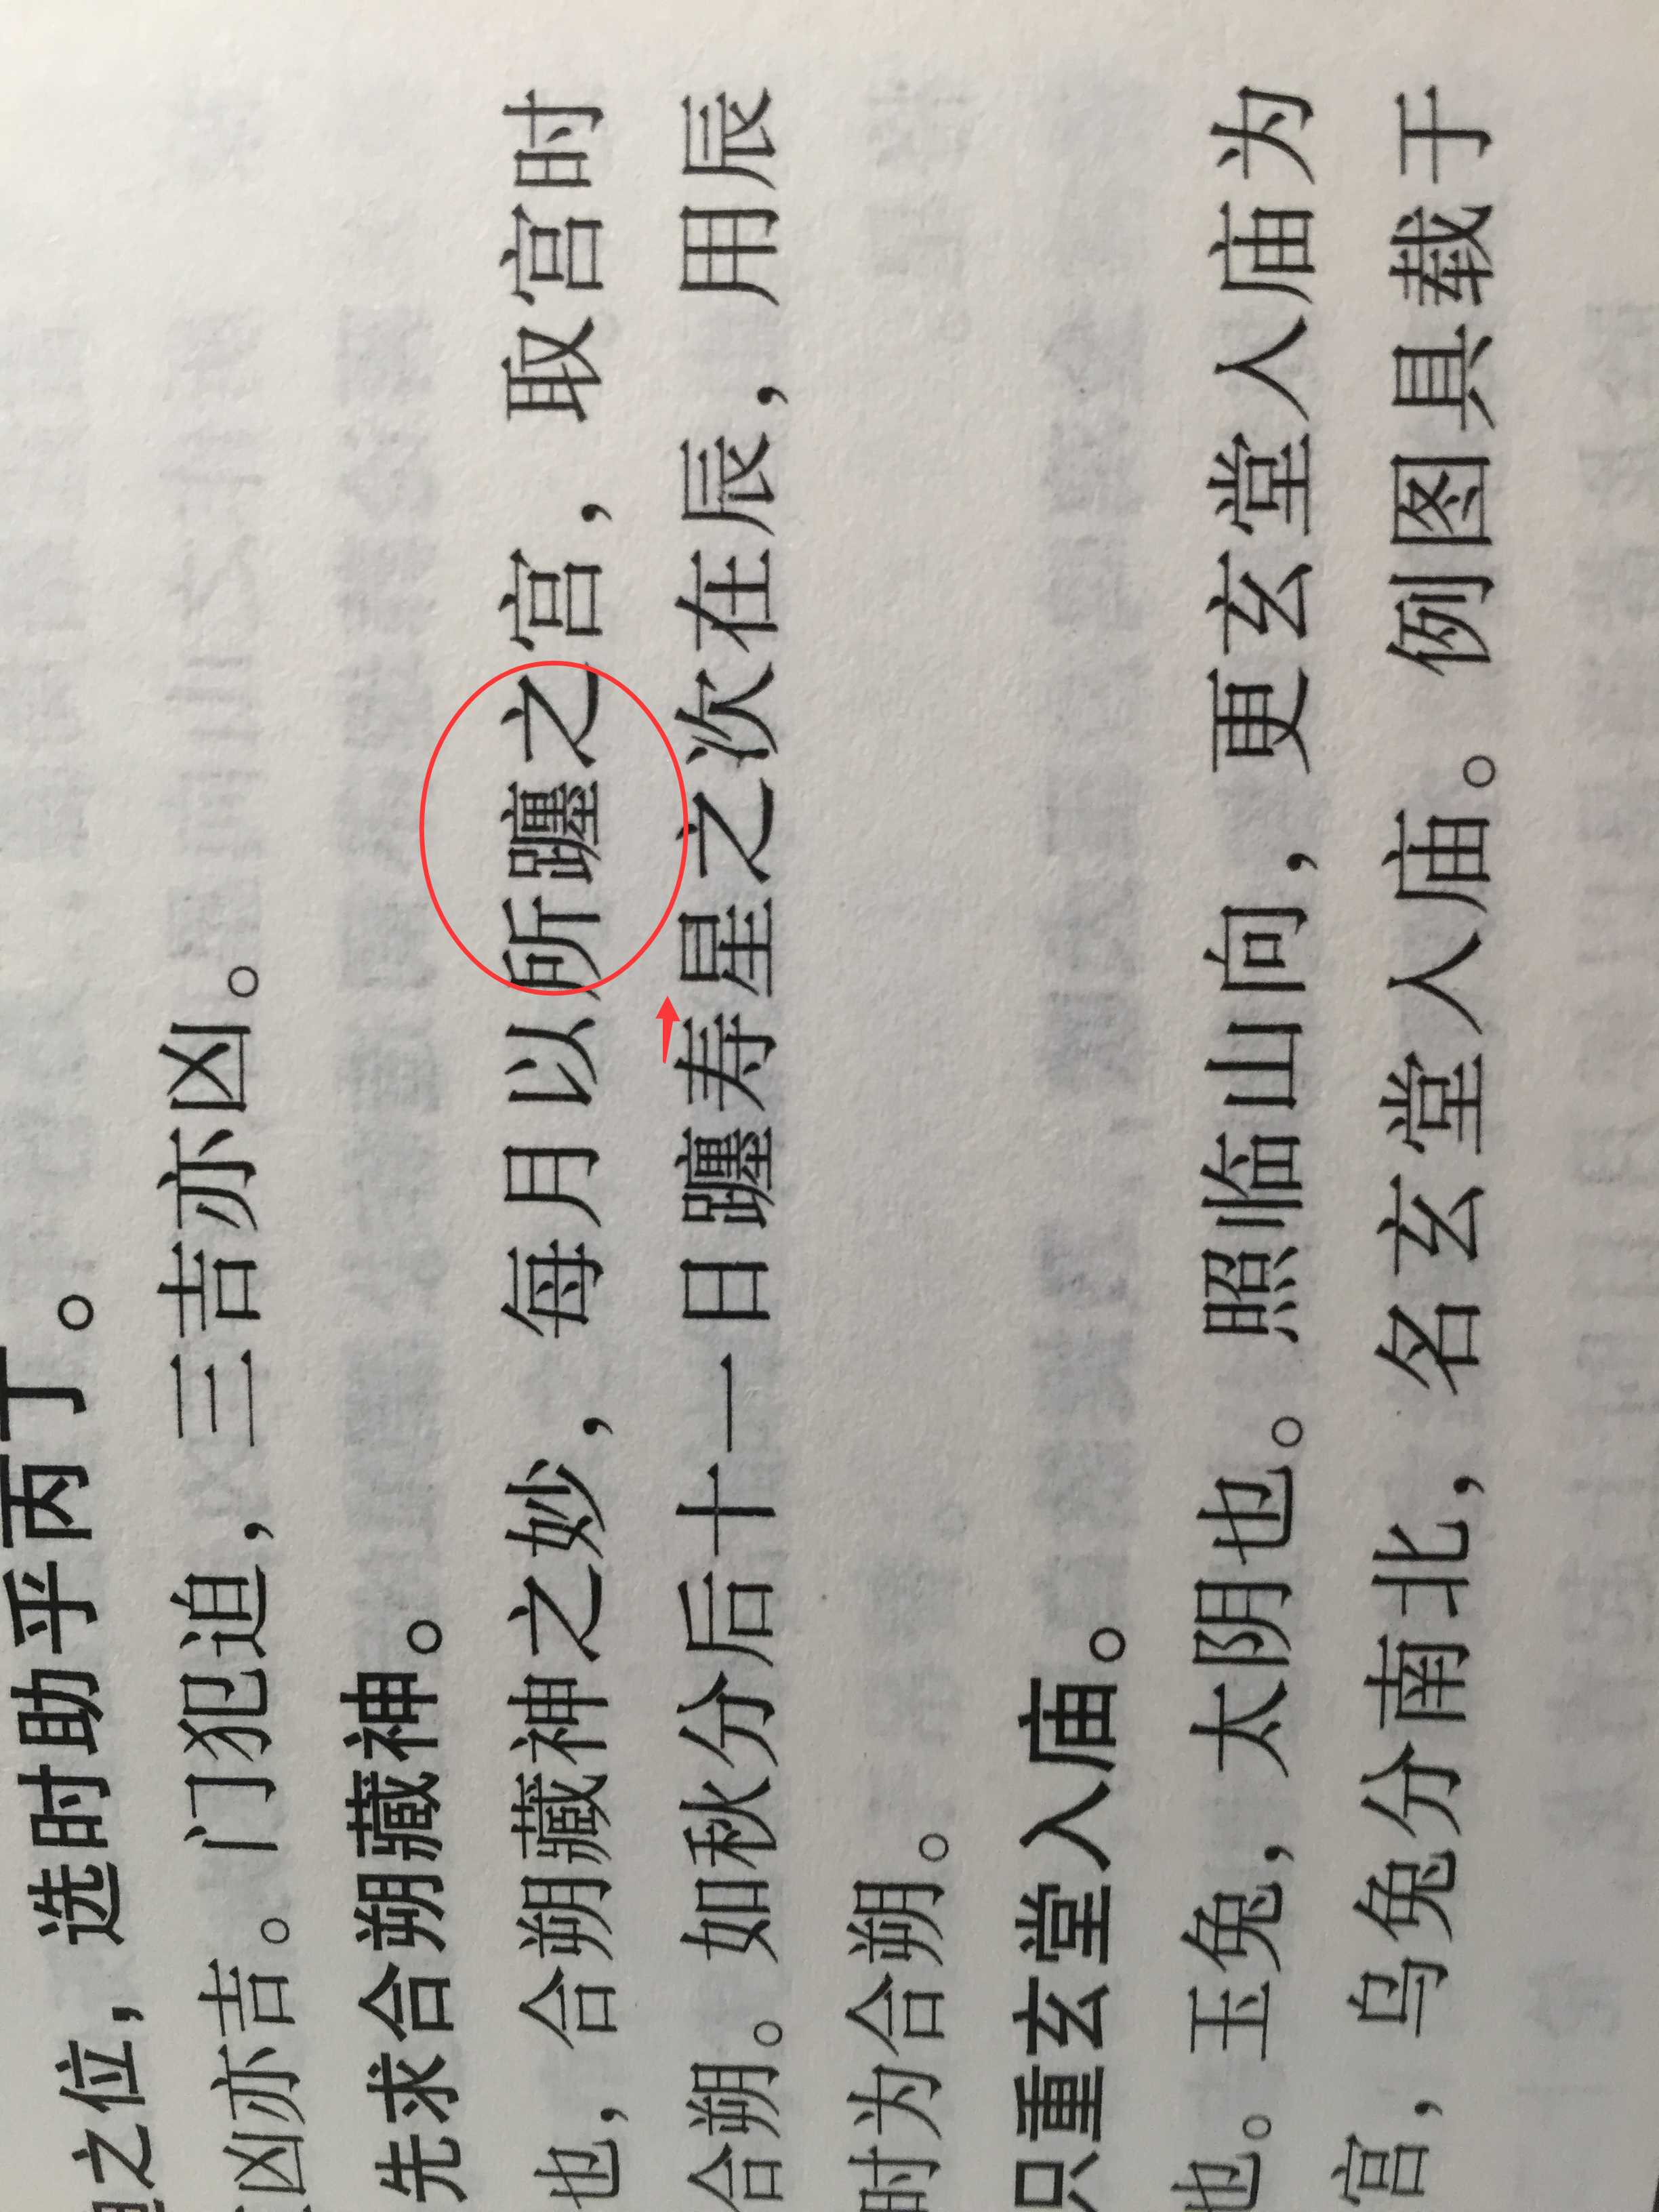 之位，选时助乎丙丁。
凶亦吉。门犯迫，三吉亦凶。
先求合朔藏神。
也，合朔藏神之妙，每月以所躔之宫，取宫时
合朔。如秋分后十一日躔寿星之次在辰，用辰
时为合朔。
只重玄堂入庙。
也。玉兔，太阴也。照临山向，更玄堂人庙为
宫，乌兔分南北，名玄堂人庙。例图具载于